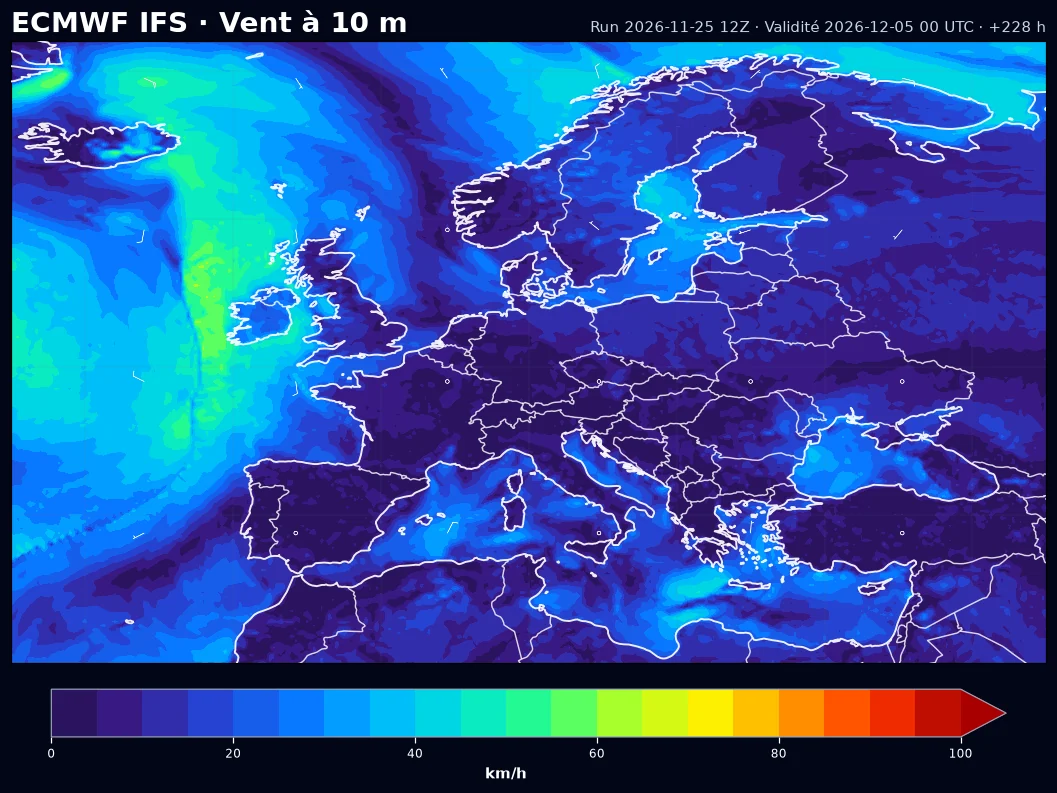 ECMWF IFS · Vent à 10 m
Run 2026-11-25 12Z · Validité 2026-12-05 00 UTC · +228 h
0 20 40 60 80 100
km/h